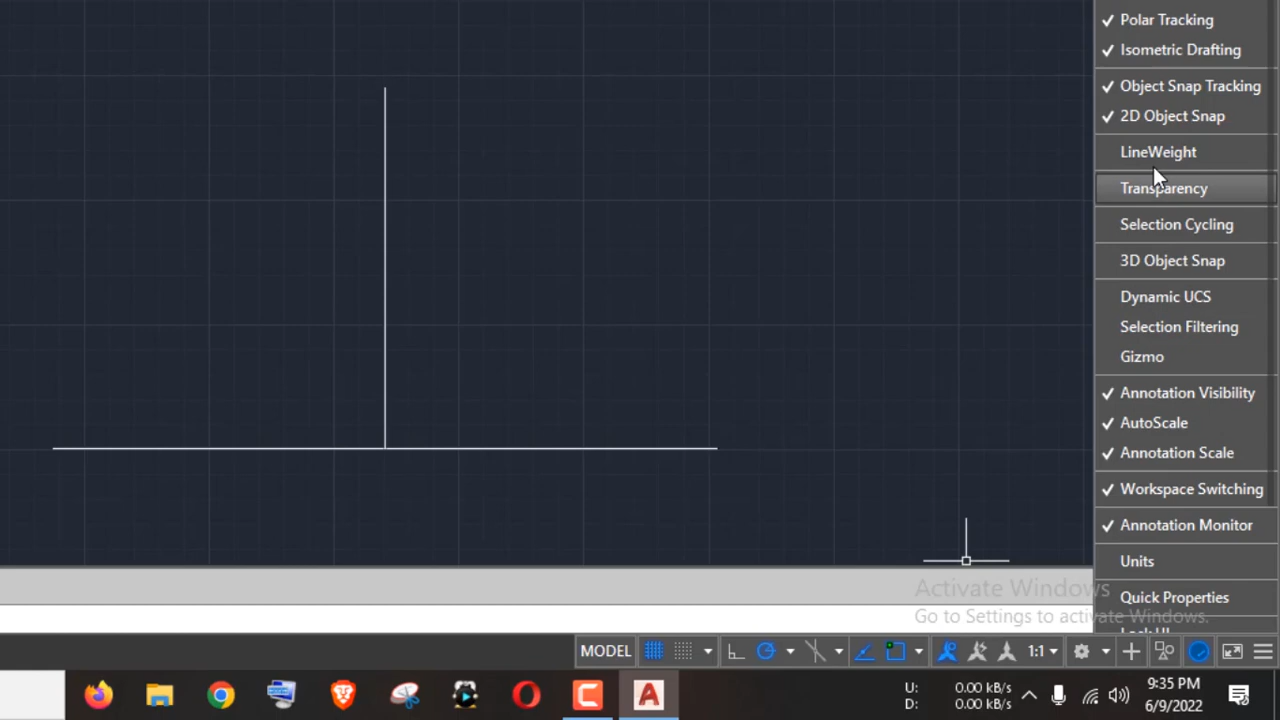 Polar Tracking
Isometric Drafting
Object Snap Tracking
2D Object Snap
LineWeight
Transparency
Selection Cycling
3D Object Snap
Dynamic UCS
Selection Filtering
Gizmo
Annotation Visibility
AutoScale
Annotation Scale
Workspace Switching
Annotation Monitor
Units
Quick Properties
Activate Windows
Go to Settings to activate Windows.
MODEL
1:1
U: 0.00 kB/s
D: 0.00 kB/s
9:35 PM
6/9/2022